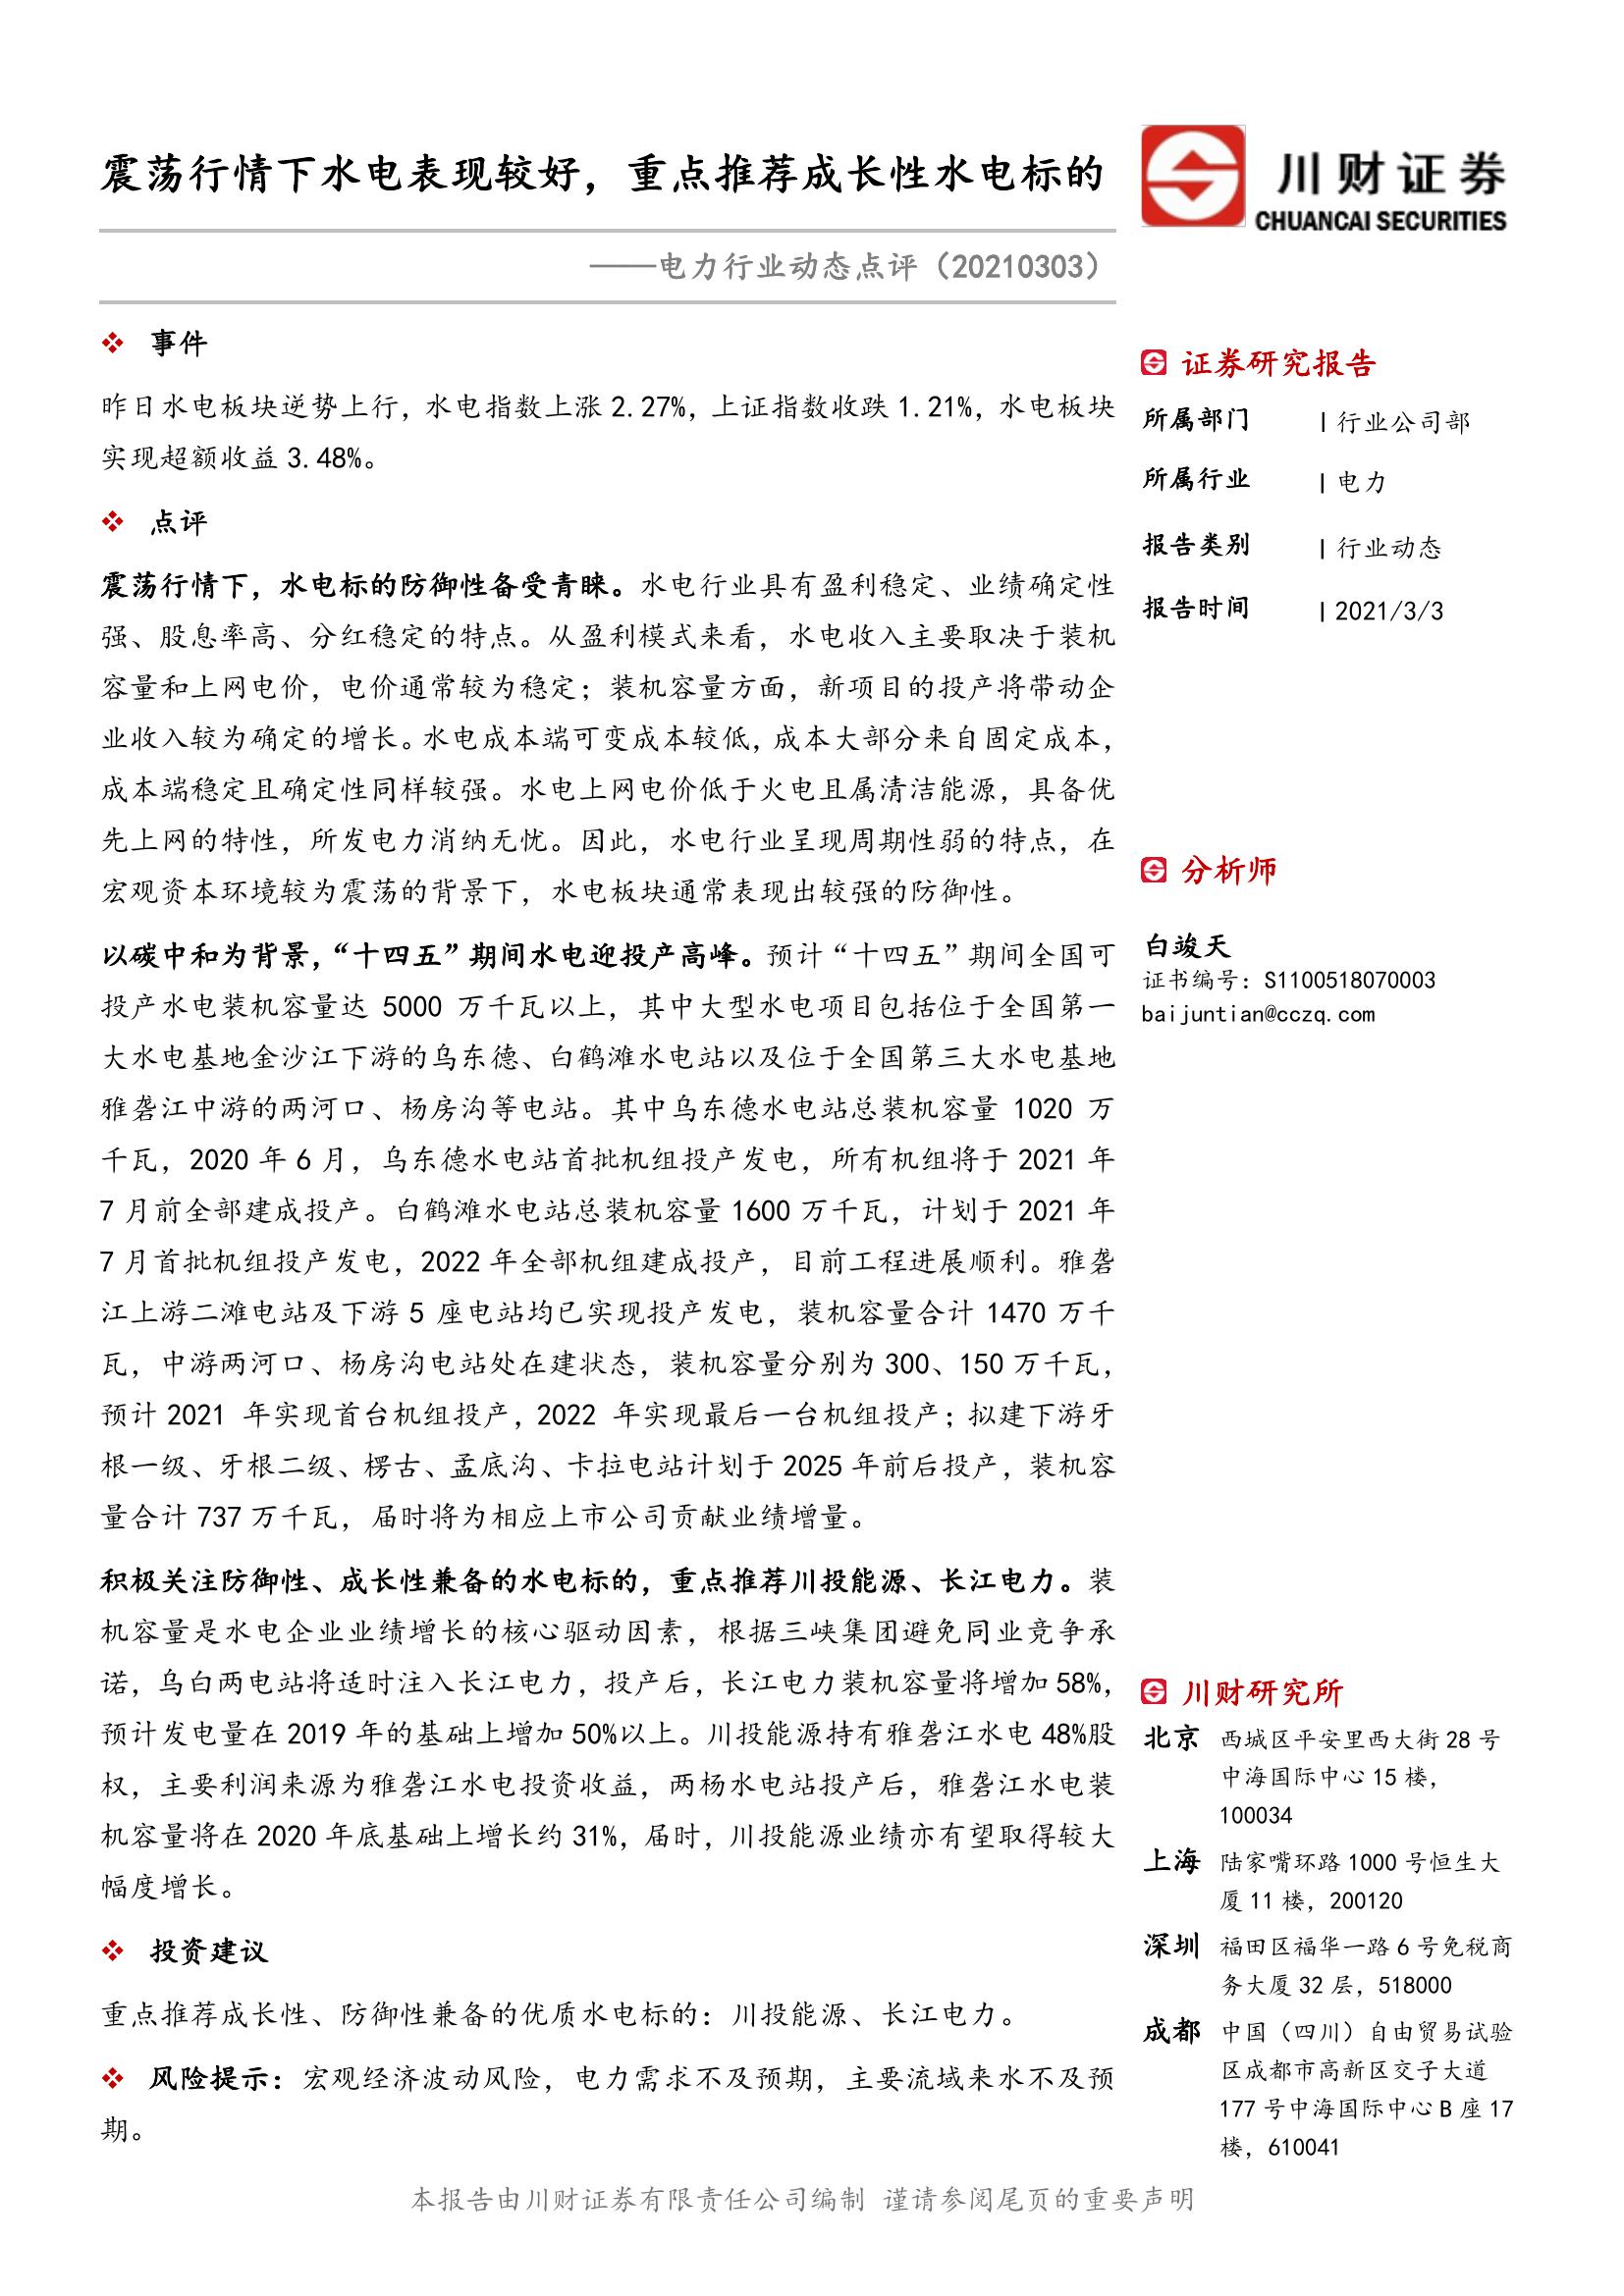 震荡行情下水电表现较好，重点推荐成长性水电标的
川财证券
CHUANCAI SECURITIES
——电力行业动态点评（20210303）
❖ 事件
昨日水电板块逆势上行，水电指数上涨 2.27%，上证指数收跌 1.21%，水电板块
实现超额收益 3.48%。
❖ 点评
震荡行情下，水电标的防御性备受青睐。水电行业具有盈利稳定、业绩确定性
强、股息率高、分红稳定的特点。从盈利模式来看，水电收入主要取决于装机
容量和上网电价，电价通常较为稳定；装机容量方面，新项目的投产将带动企
业收入较为确定的增长。水电成本端可变成本较低，成本大部分来自固定成本，
成本端稳定且确定性同样较强。水电上网电价低于火电且属清洁能源，具备优
先上网的特性，所发电力消纳无忧。因此，水电行业呈现周期性弱的特点，在
宏观资本环境较为震荡的背景下，水电板块通常表现出较强的防御性。
以碳中和为背景，“十四五”期间水电迎投产高峰。预计“十四五”期间全国可
投产水电装机容量达 5000 万千瓦以上，其中大型水电项目包括位于全国第一
大水电基地金沙江下游的乌东德、白鹤滩水电站以及位于全国第三大水电基地
雅砻江中游的两河口、杨房沟等电站。其中乌东德水电站总装机容量 1020 万
千瓦，2020 年 6 月，乌东德水电站首批机组投产发电，所有机组将于 2021 年
7 月前全部建成投产。白鹤滩水电站总装机容量 1600 万千瓦，计划于 2021 年
7 月首批机组投产发电，2022 年全部机组建成投产，目前工程进展顺利。雅砻
江上游二滩电站及下游 5 座电站均已实现投产发电，装机容量合计 1470 万千
瓦，中游两河口、杨房沟电站处在建状态，装机容量分别为 300、150 万千瓦，
预计 2021 年实现首台机组投产，2022 年实现最后一台机组投产；拟建下游牙
根一级、牙根二级、楞古、孟底沟、卡拉电站计划于 2025 年前后投产，装机容
量合计 737 万千瓦，届时将为相应上市公司贡献业绩增量。
积极关注防御性、成长性兼备的水电标的，重点推荐川投能源、长江电力。装
机容量是水电企业业绩增长的核心驱动因素，根据三峡集团避免同业竞争承
诺，乌白两电站将适时注入长江电力，投产后，长江电力装机容量将增加 58%，
预计发电量在 2019 年的基础上增加 50%以上。川投能源持有雅砻江水电 48%股
权，主要利润来源为雅砻江水电投资收益，两杨水电站投产后，雅砻江水电装
机容量将在 2020 年底基础上增长约 31%，届时，川投能源业绩亦有望取得较大
幅度增长。
❖ 投资建议
重点推荐成长性、防御性兼备的优质水电标的：川投能源、长江电力。
❖ 风险提示：宏观经济波动风险，电力需求不及预期，主要流域来水不及预
期。
证券研究报告
所属部门 | 行业公司部
所属行业 | 电力
报告类别 | 行业动态
报告时间 | 2021/3/3
分析师
白竣天
证书编号：S1100518070003
baijuntian@cczq.com
川财研究所
北京 西城区平安里西大街 28 号
中海国际中心 15 楼，
100034
上海 陆家嘴环路 1000 号恒生大
厦 11 楼，200120
深圳 福田区福华一路 6 号免税商
务大厦 32 层，518000
成都 中国（四川）自由贸易试验
区成都市高新区交子大道
177 号中海国际中心 B 座 17
楼，610041
本报告由川财证券有限责任公司编制 谨请参阅尾页的重要声明